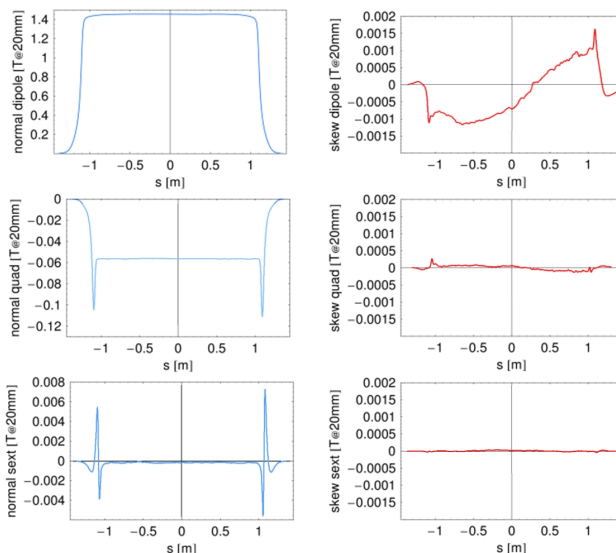 normal dipole [T@20mm]
1.4
1.2
1
0.8
0.6
0.4
0.2
−1 −0.5 0 0.5 1
s [m]
skew dipole [T@20mm]
0.002
0.0015
0.001
0.0005
0
−0.0005
−0.001
−0.0015
−1 −0.5 0 0.5 1
s [m]
normal quad [T@20mm]
0
−0.02
−0.04
−0.06
−0.08
−0.1
−0.12
−1 −0.5 0 0.5 1
s [m]
skew quad [T@20mm]
0.002
0.0015
0.001
0.0005
0
−0.0005
−0.001
−0.0015
−1 −0.5 0 0.5 1
s [m]
normal sext [T@20mm]
0.008
0.006
0.004
0.002
0
−0.002
−0.004
−1 −0.5 0 0.5 1
s [m]
skew sext [T@20mm]
0.002
0.0015
0.001
0.0005
0
−0.0005
−0.001
−0.0015
−1 −0.5 0 0.5 1
s [m]